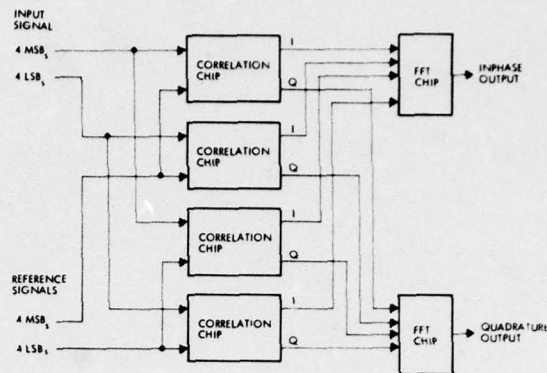 INPUT
SIGNAL
4 MSBs
4 LSBs
CORRELATION
CHIP
I
Q
CORRELATION
CHIP
I
Q
CORRELATION
CHIP
I
Q
CORRELATION
CHIP
I
Q
REFERENCE
SIGNALS
4 MSBs
4 LSBs
FFT
CHIP
INPHASE
OUTPUT
FFT
CHIP
QUADRATURE
OUTPUT